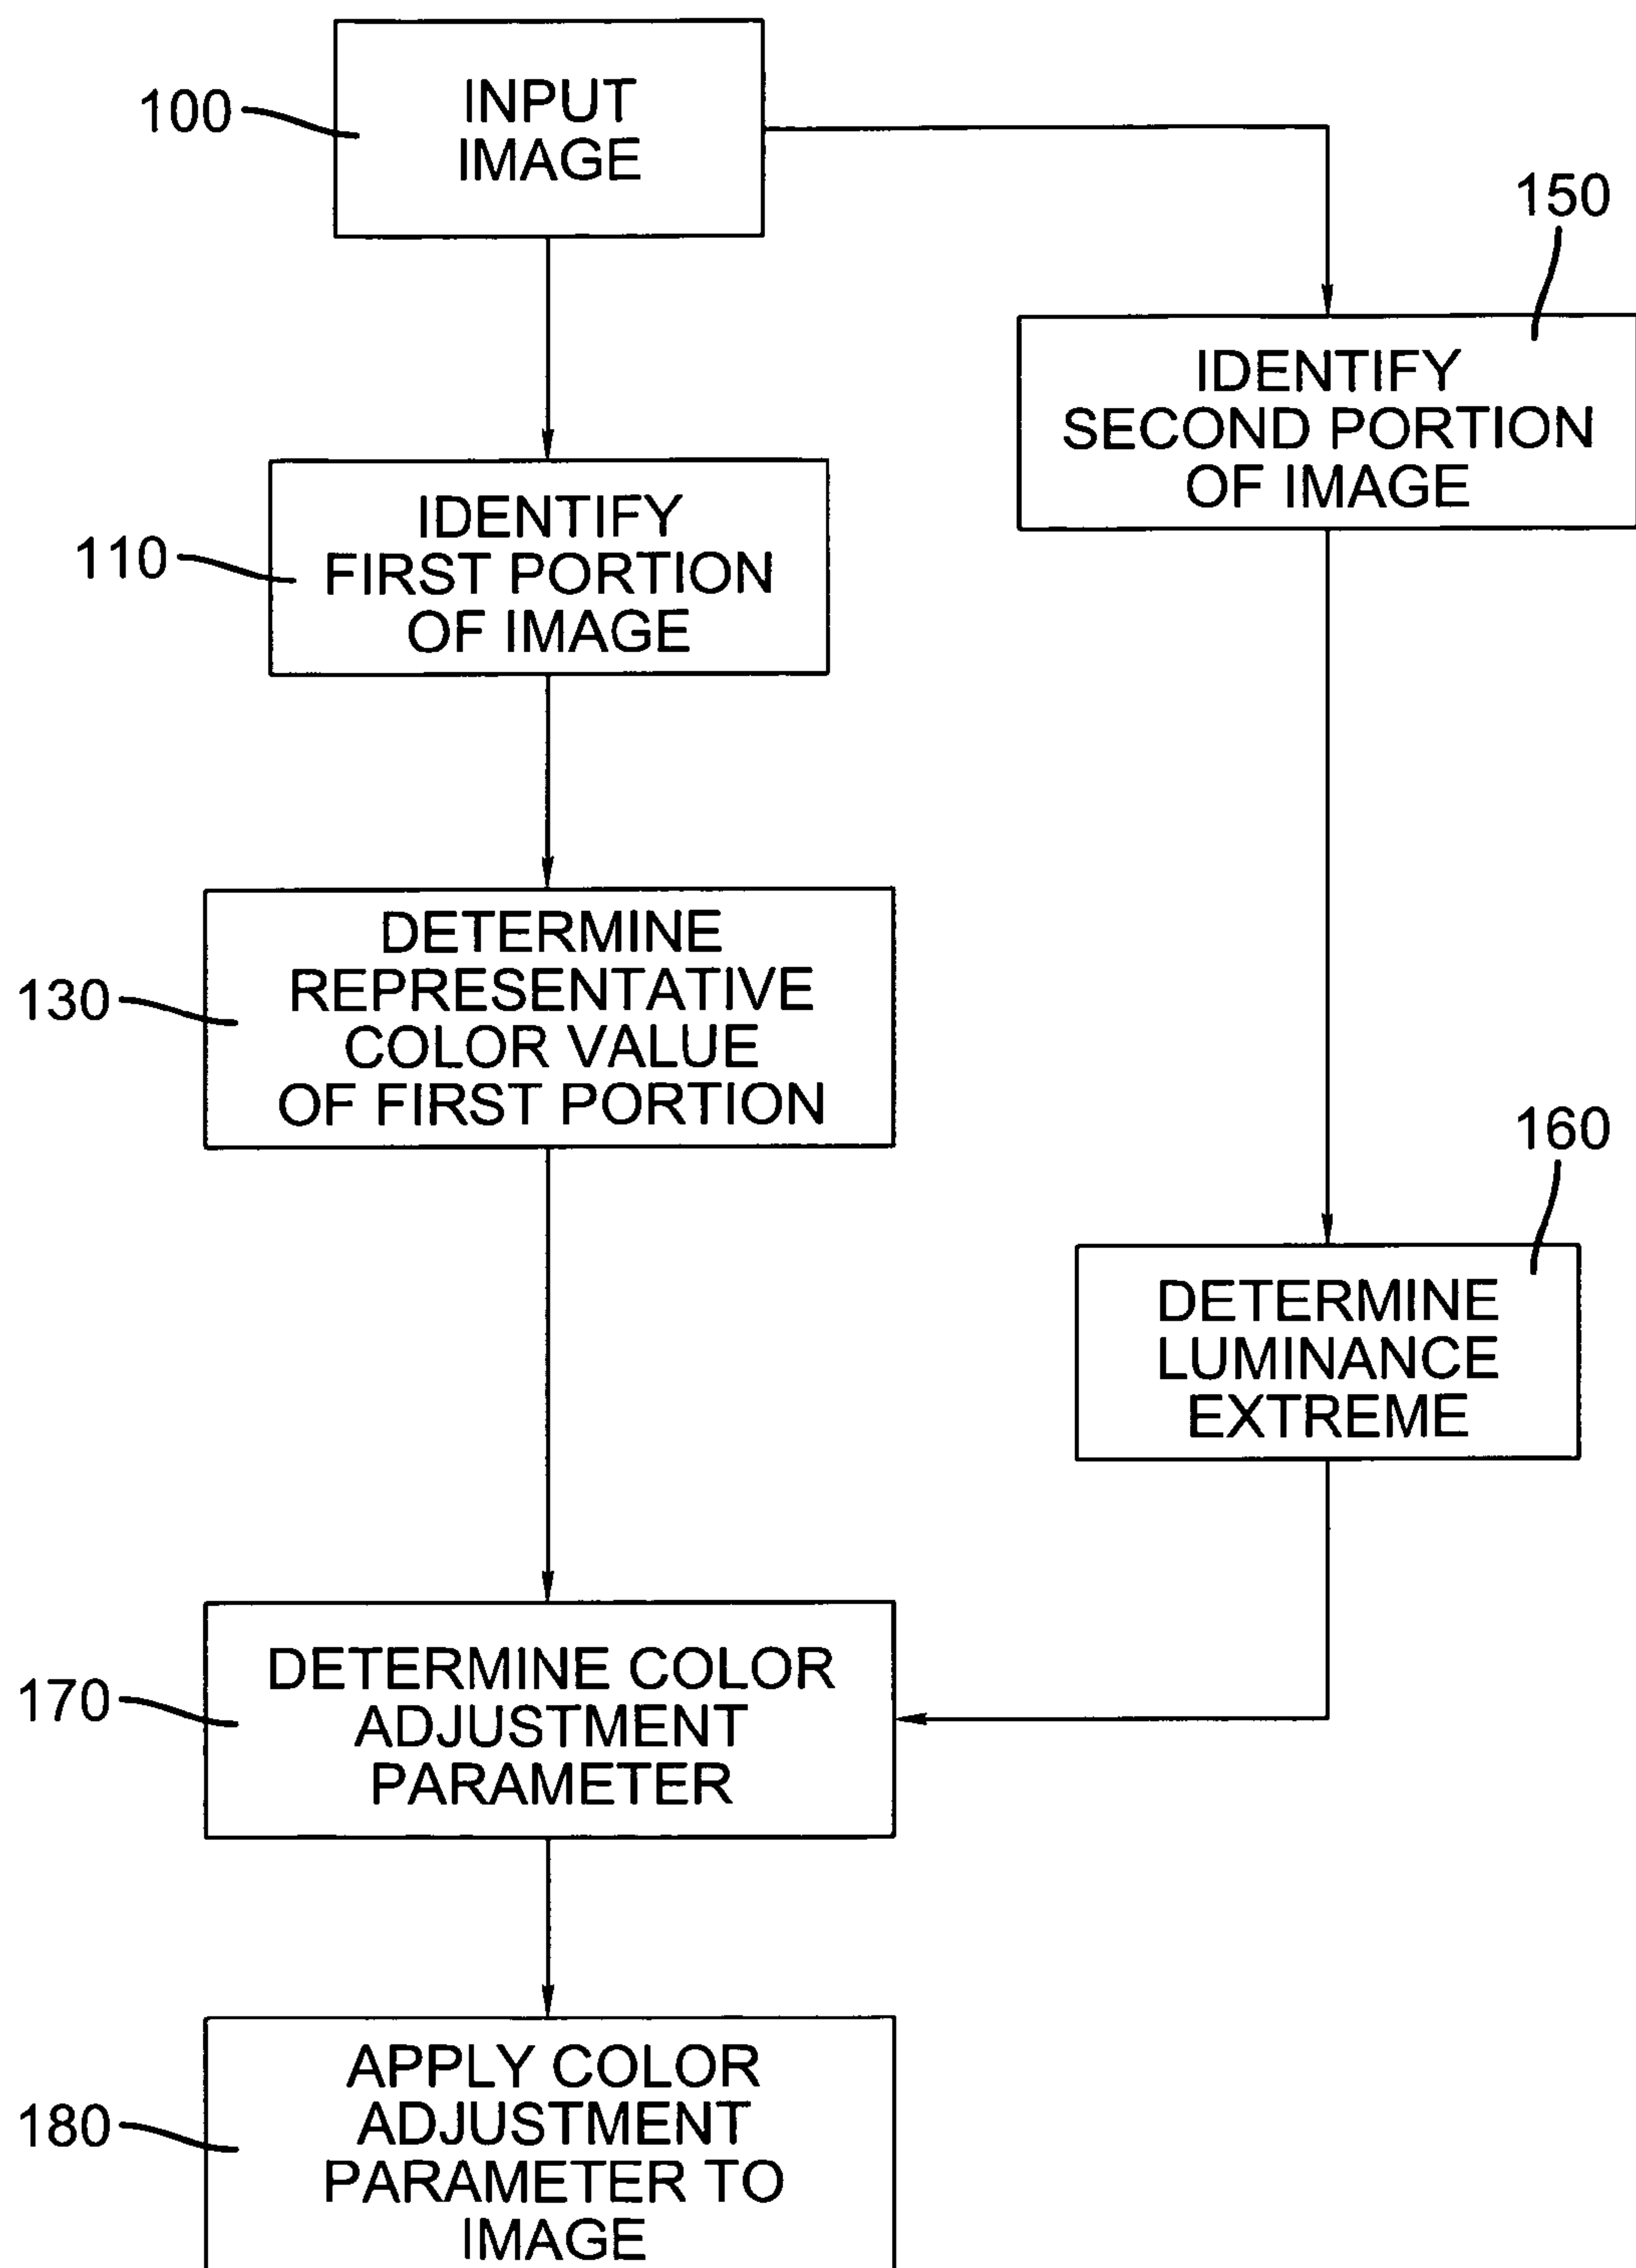 100
INPUT
IMAGE
150
IDENTIFY
SECOND PORTION
OF IMAGE
110
IDENTIFY
FIRST PORTION
OF IMAGE
130
DETERMINE
REPRESENTATIVE
COLOR VALUE
OF FIRST PORTION
160
DETERMINE
LUMINANCE
EXTREME
170
DETERMINE COLOR
ADJUSTMENT
PARAMETER
180
APPLY COLOR
ADJUSTMENT
PARAMETER TO
IMAGE